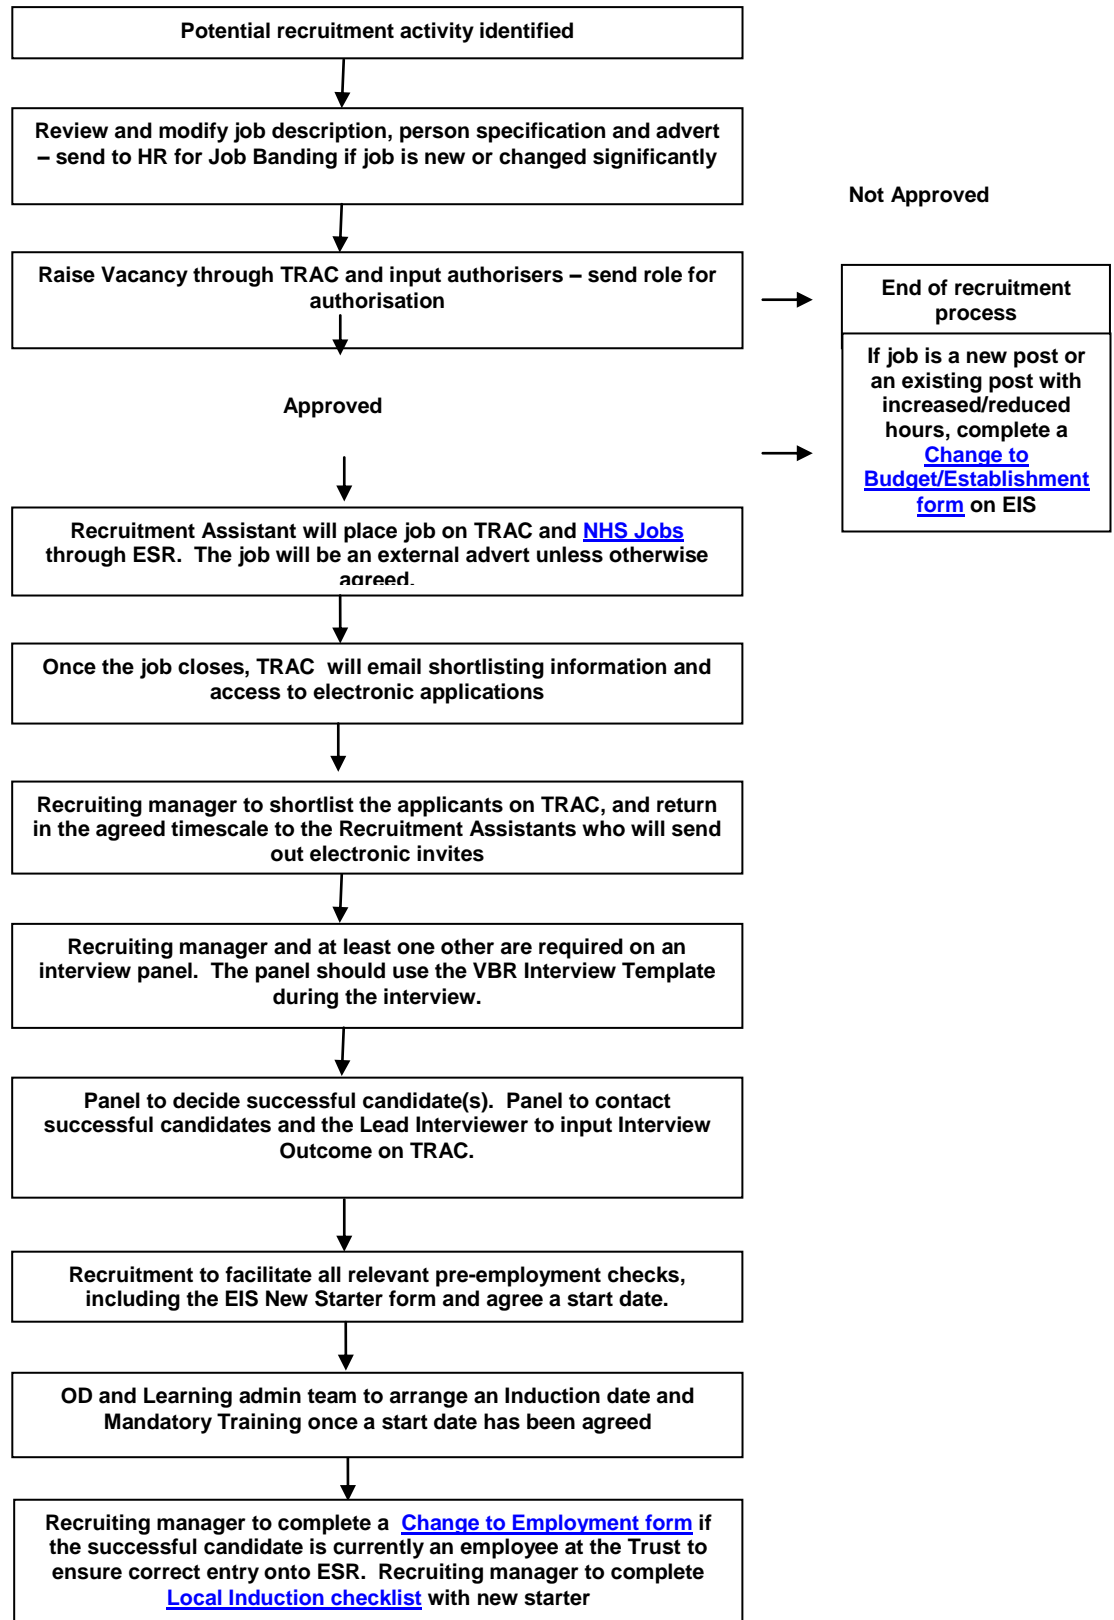 Potential recruitment activity identified
Review and modify job description, person specification and advert
– send to HR for Job Banding if job is new or changed significantly
Not Approved
Raise Vacancy through TRAC and input authorisers – send role for
authorisation
End of recruitment
process
If job is a new post or
an existing post with
increased/reduced
hours, complete a
Change to
Budget/Establishment
form on EIS
Approved
Recruitment Assistant will place job on TRAC and NHS Jobs
through ESR.  The job will be an external advert unless otherwise
agreed.
Once the job closes, TRAC  will email shortlisting information and
access to electronic applications
Recruiting manager to shortlist the applicants on TRAC, and return
in the agreed timescale to the Recruitment Assistants who will send
out electronic invites
Recruiting manager and at least one other are required on an
interview panel.  The panel should use the VBR Interview Template
during the interview.
Panel to decide successful candidate(s).  Panel to contact
successful candidates and the Lead Interviewer to input Interview
Outcome on TRAC.
Recruitment to facilitate all relevant pre-employment checks,
including the EIS New Starter form and agree a start date.
OD and Learning admin team to arrange an Induction date and
Mandatory Training once a start date has been agreed
Recruiting manager to complete a  Change to Employment form if
the successful candidate is currently an employee at the Trust to
ensure correct entry onto ESR.  Recruiting manager to complete
Local Induction checklist with new starter